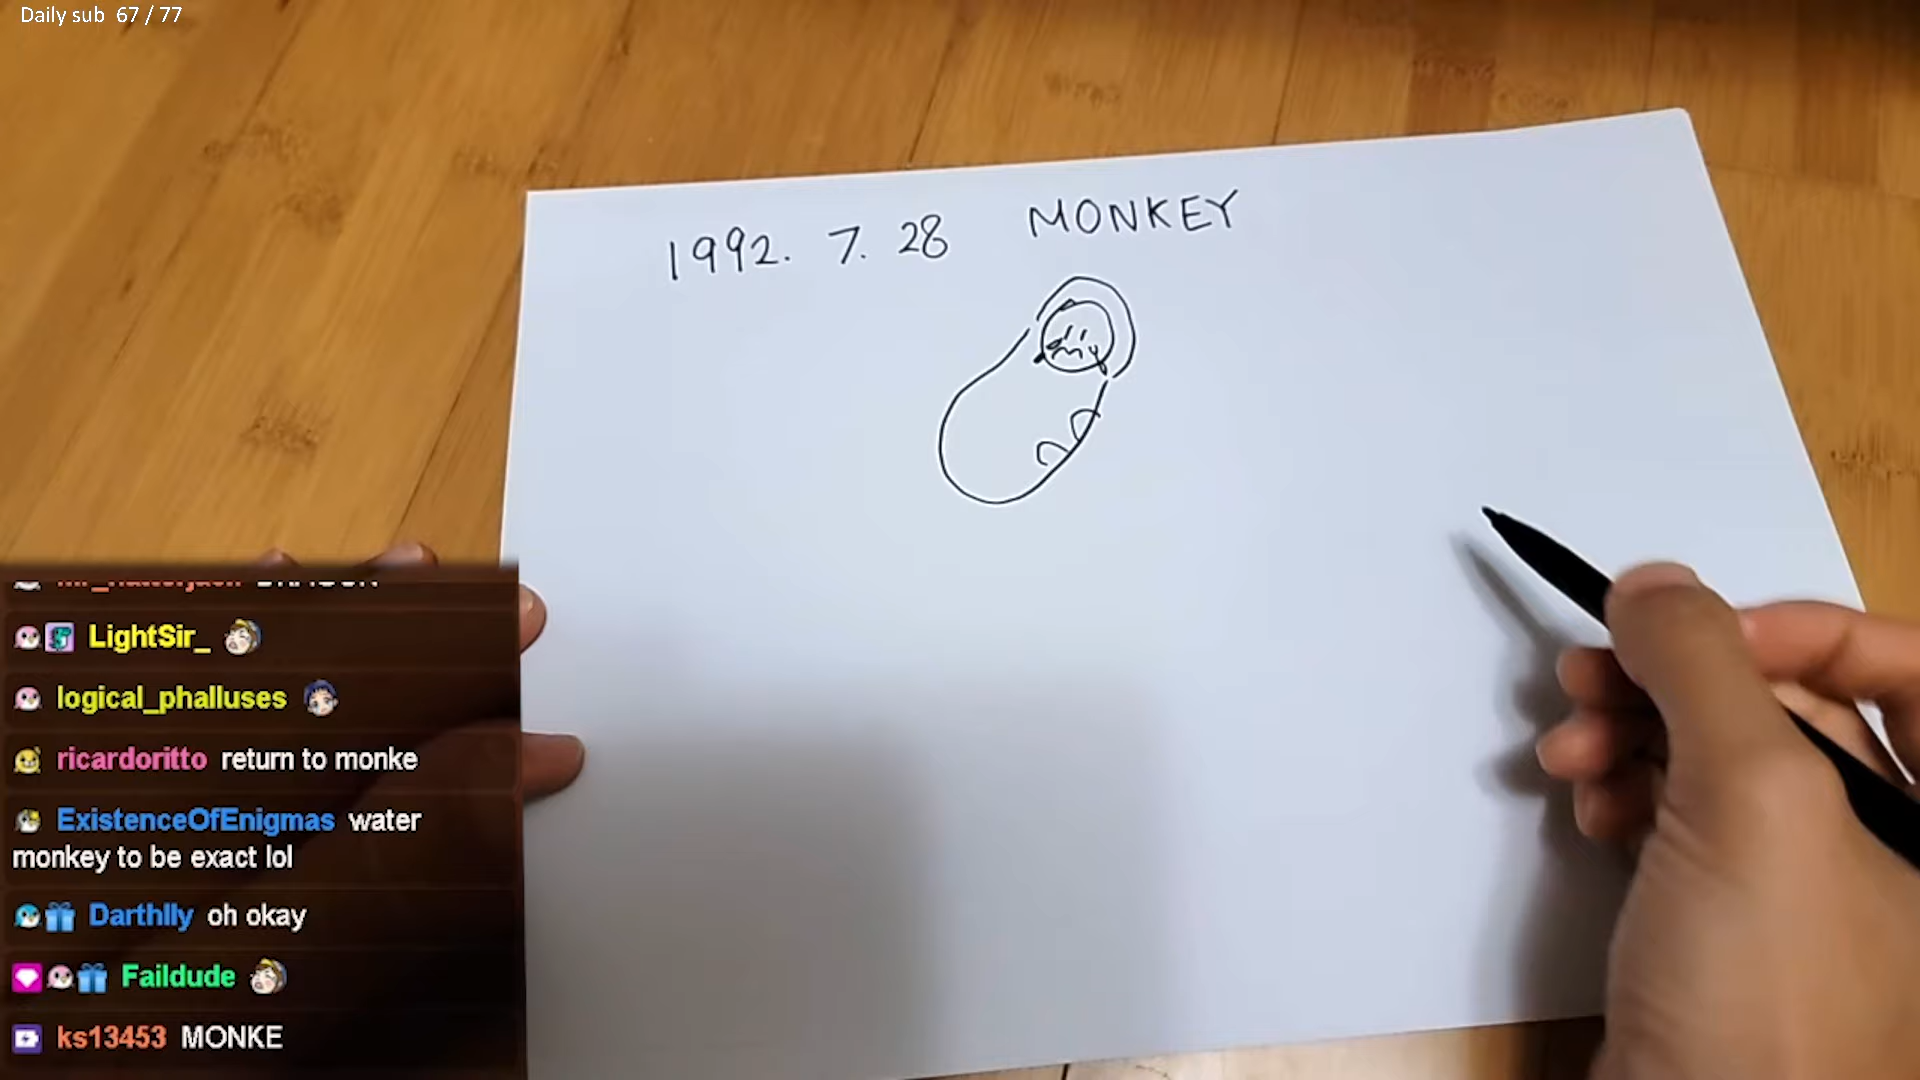 Daily sub 67 / 77
1992. 7. 28 MONKEY
LightSir_
logical_phalluses
ricardoritto return to monke
ExistenceOfEnigmas water
monkey to be exact lol
Darthlly oh okay
Faildude
ks13453 MONKE